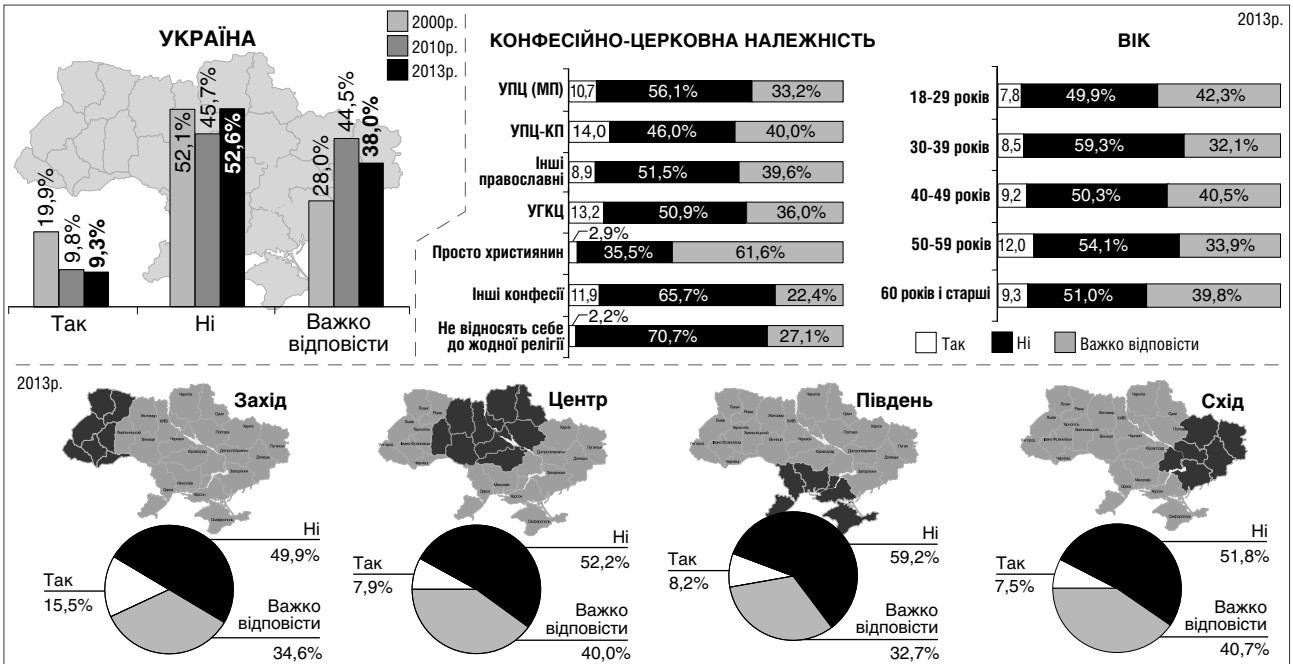 УКРАЇНА
2000р.
2010р.
2013р.
19,9%
9,8%
9,3%
52,1%
45,7%
52,6%
28,0%
44,5%
38,0%
Так
Ні
Важко
відповісти
2013р.
КОНФЕСІЙНО-ЦЕРКОВНА НАЛЕЖНІСТЬ
УПЦ (МП) 10,7 56,1% 33,2%
УПЦ-КП 14,0 46,0% 40,0%
Інші
православні 8,9 51,5% 39,6%
УГКЦ 13,2 50,9% 36,0%
2,9%
Просто християнин 35,5% 61,6%
Інші конфесії 11,9 65,7% 22,4%
2,2%
Не відносять себе
до жодної релігії 70,7% 27,1%
ВІК
18-29 років 7,8 49,9% 42,3%
30-39 років 8,5 59,3% 32,1%
40-49 років 9,2 50,3% 40,5%
50-59 років 12,0 54,1% 33,9%
60 років і старші 9,3 51,0% 39,8%
Так Ні Важко відповісти
2013р.
Захід
Ні
49,9%
Так
15,5%
Важко
відповісти
34,6%
Центр
Ні
52,2%
Так
7,9%
Важко
відповісти
40,0%
Південь
Ні
59,2%
Так
8,2%
Важко
відповісти
32,7%
Схід
Ні
51,8%
Так
7,5%
Важко
відповісти
40,7%